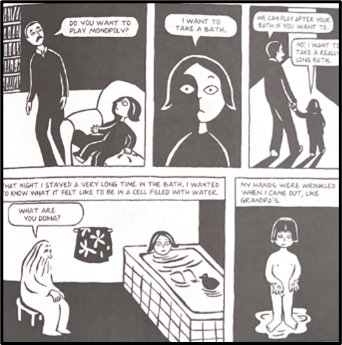 DO YOU WANT TO
PLAY MONOPOLY?
I WANT TO
TAKE A BATH.
WE CAN PLAY AFTER YOUR
BATH IF YOU WANT TO.
NO! I WANT TO
TAKE A REALLY
LONG BATH.
THAT NIGHT I STAYED A VERY LONG TIME IN THE BATH. I WANTED
TO KNOW WHAT IT FELT LIKE TO BE IN A CELL FILLED WITH WATER.
WHAT ARE
YOU DOING?
MY HANDS WERE WRINKLED
WHEN I CAME OUT, LIKE
GRANDPA'S.